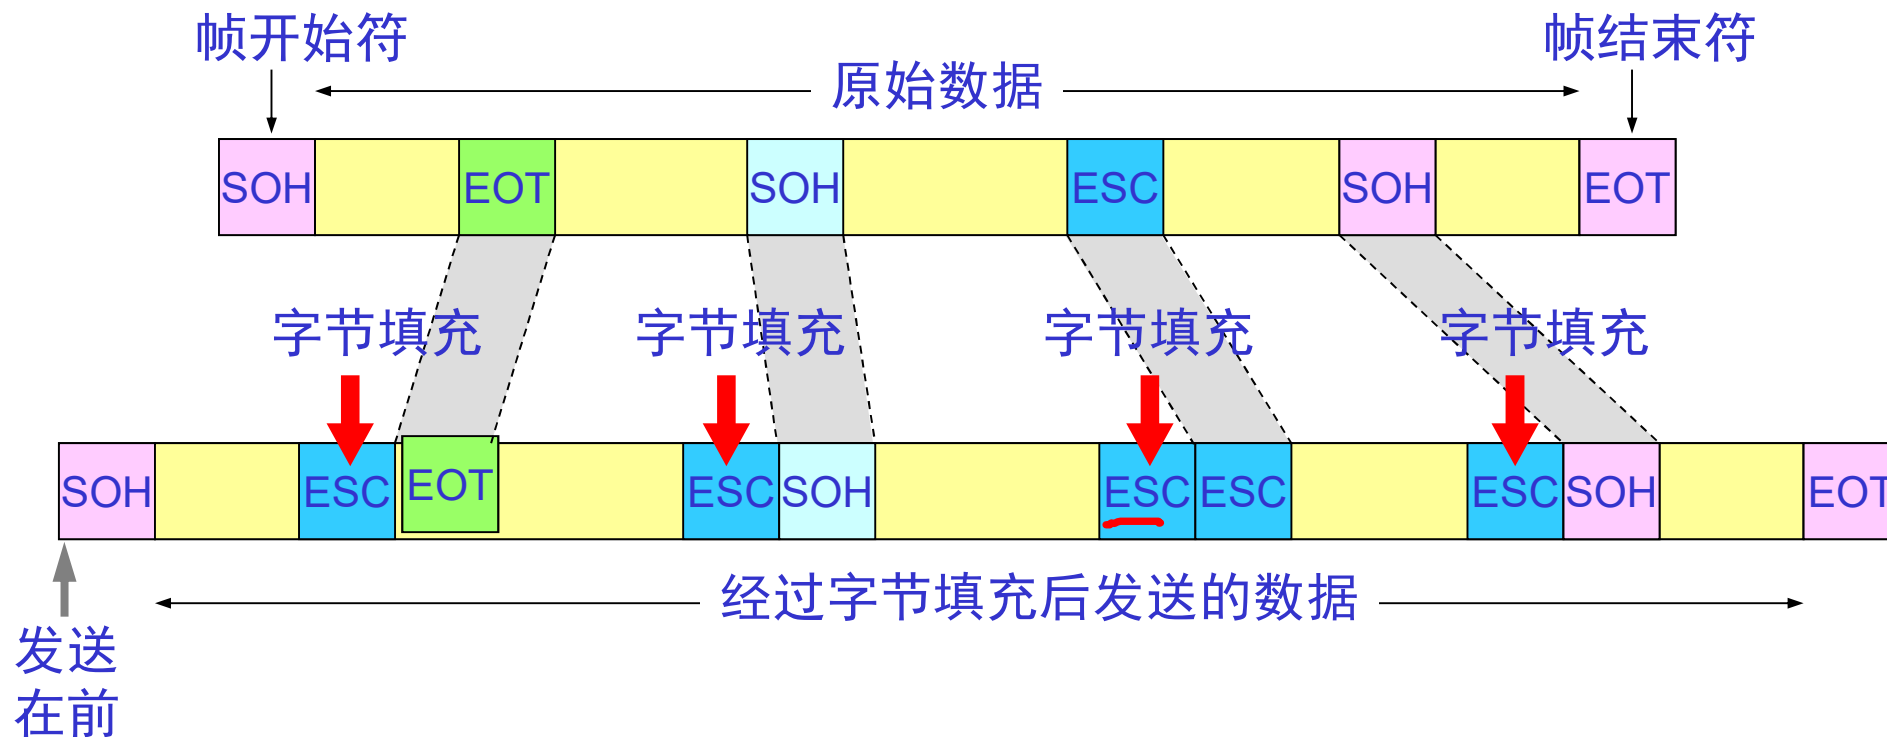 帧开始符
帧结束符
原始数据
SOH EOT SOH ESC SOH EOT
字节填充 字节填充 字节填充 字节填充
SOH ESC EOT ESC SOH ESC ESC ESC SOH EOT
经过字节填充后发送的数据
发送
在前